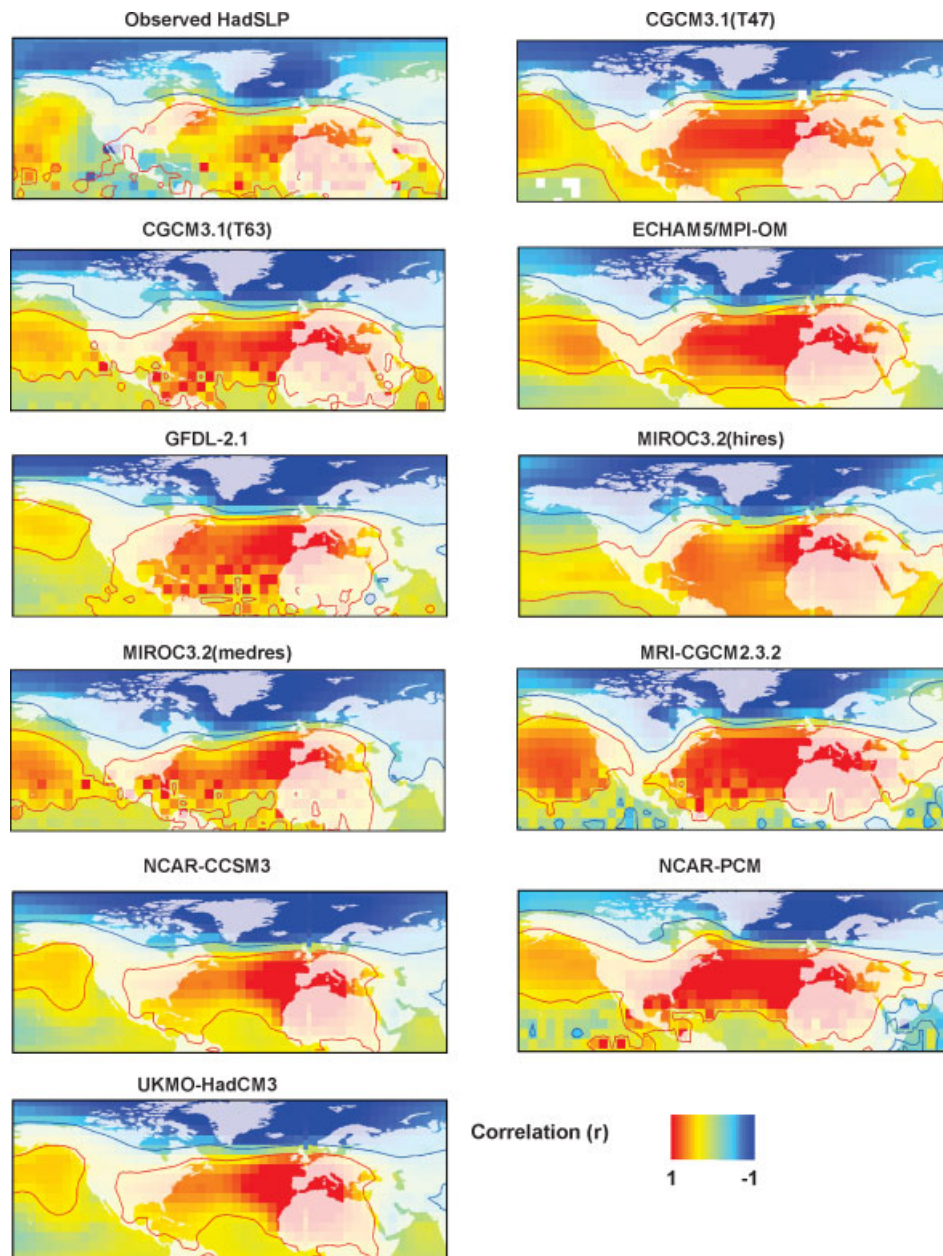 Observed HadSLP
CGCM3.1(T47)
CGCM3.1(T63)
ECHAM5/MPI-OM
GFDL-2.1
MIROC3.2(hires)
MIROC3.2(medres)
MRI-CGCM2.3.2
NCAR-CCSM3
NCAR-PCM
UKMO-HadCM3
Correlation (r)
1 -1